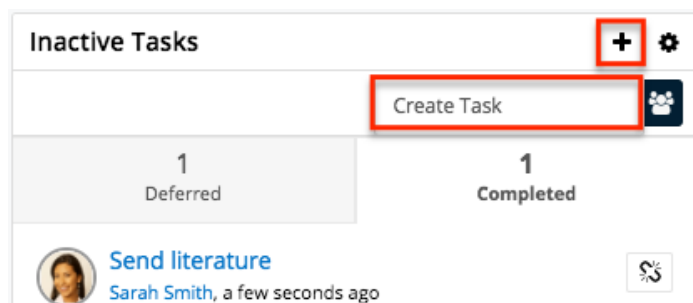 Inactive Tasks
Create Task
1
Deferred
1
Completed
Send literature
Sarah Smith, a few seconds ago